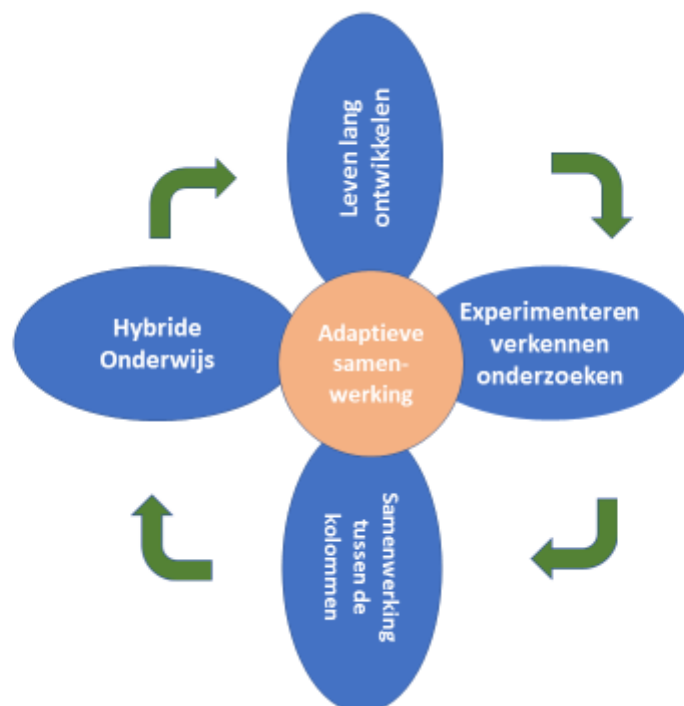 Leven lang
ontwikkelen
Hybride
Onderwijs
Adaptieve
samen-
werking
Experimenteren
verkennen
onderzoeken
Samenwerking
tussen de
kolommen